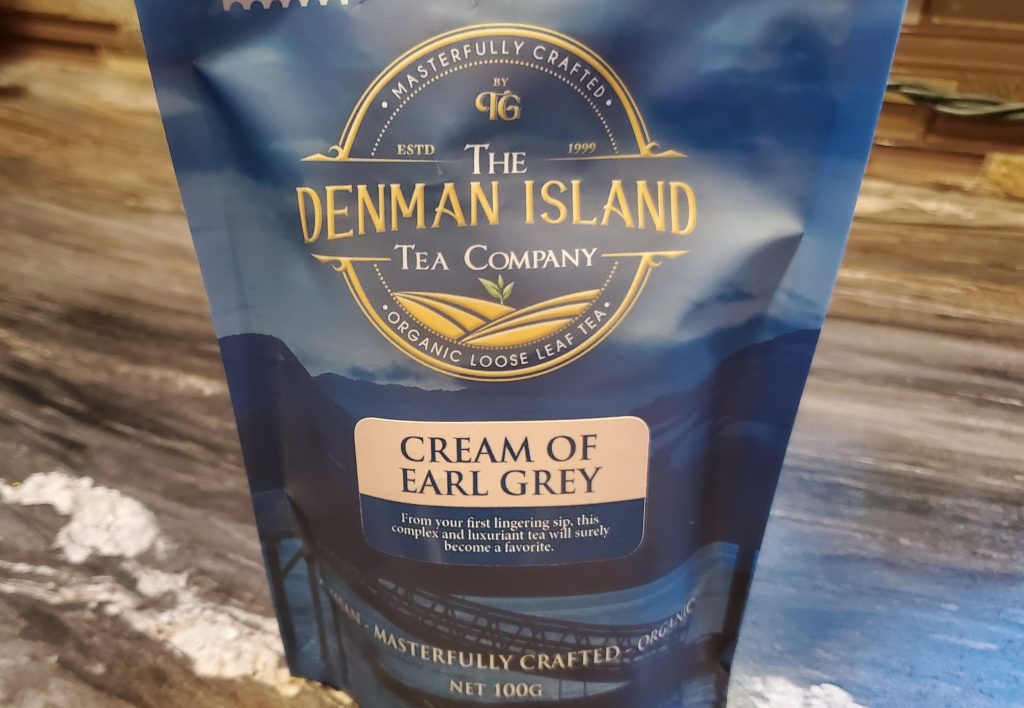 MASTERFULLY CRAFTED
BY
TG
ESTD 1999
THE
DENMAN ISLAND
TEA COMPANY
ORGANIC LOOSE LEAF TEA
CREAM OF
EARL GREY
From your first lingering sip, this
complex and luxuriant tea will surely
become a favorite.
MASTERFULLY CRAFTED - ORGANIC
NET 100G